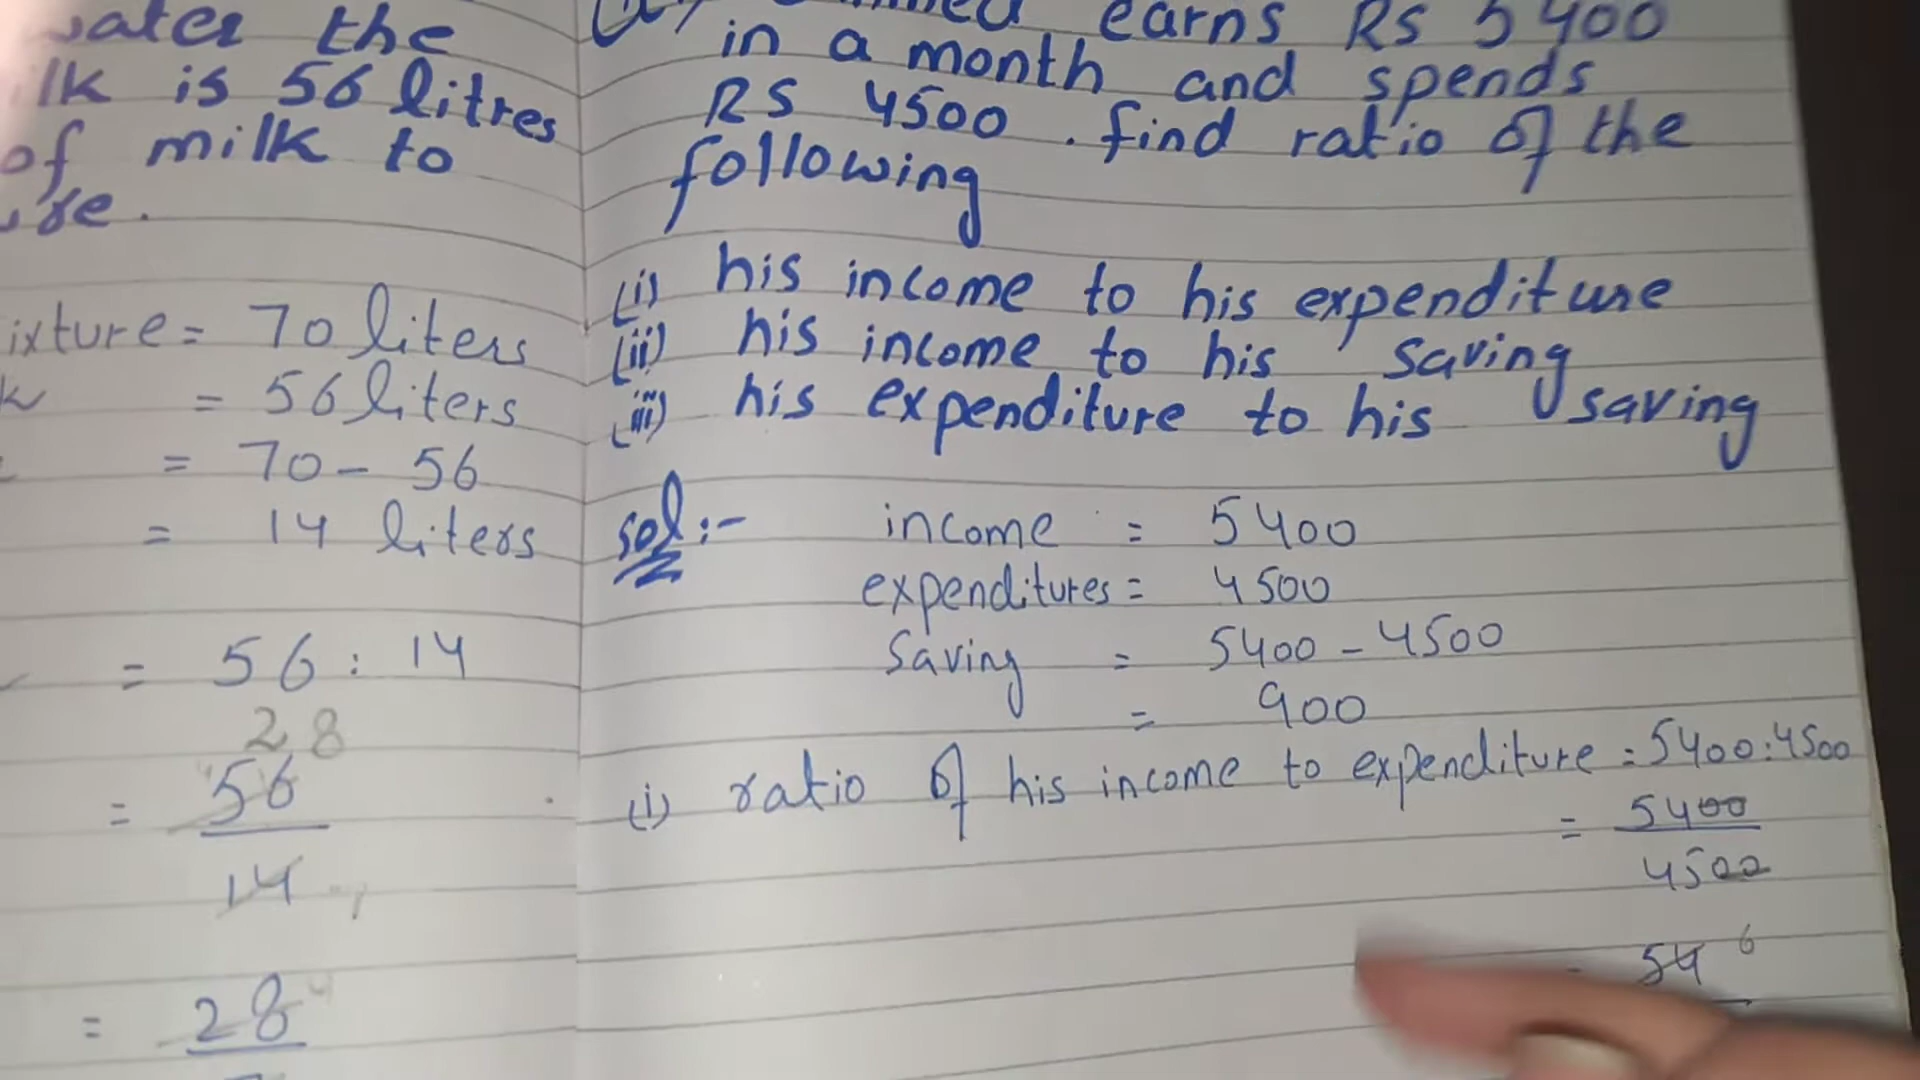 the
is 56 litres
of milk to
ixture = 70 liters
= 56 liters
= 70 - 56
= 14 liters
= 56 : 14
28
= 56
14
= 28
earns RS 5400
in a month and spends
RS 4500 . find ratio of the
following
(i) his income to his expenditure
(ii) his income to his saving
(iii) his expenditure to his saving
sol:- income = 5400
expenditures = 4500
Saving = 5400 - 4500
= 900
(i) ratio of his income to expenditure = 5400:4500
= 5400
4500
54 6